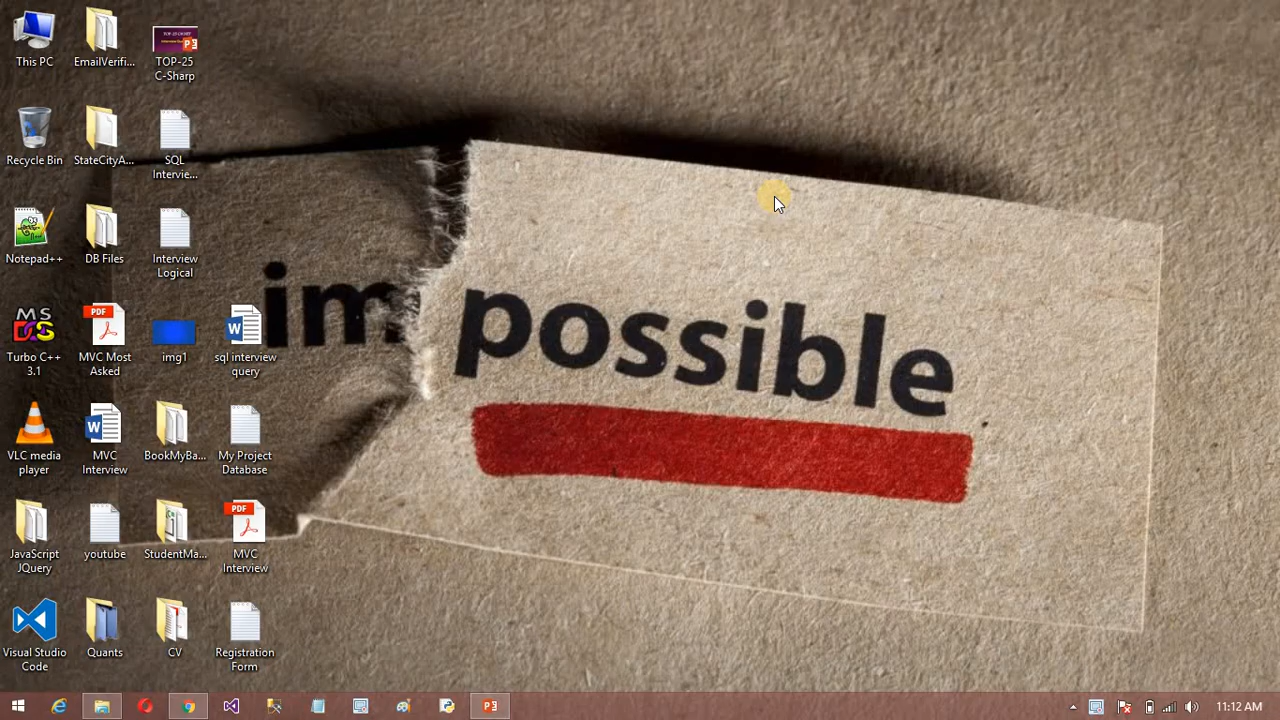 This PC
EmailVerifi...
TOP-25
C-Sharp
Recycle Bin
StateCityA...
SQL
Intervie...
Notepad++
DB Files
Interview
Logical
Turbo C++
3.1
MVC Most
Asked
img1
sql interview
query
VLC media
player
MVC
Interview
BookMyBa...
My Project
Database
JavaScript
JQuery
youtube
StudentMa...
MVC
Interview
Visual Studio
Code
Quants
CV
Registration
Form
im possible
11:12 AM